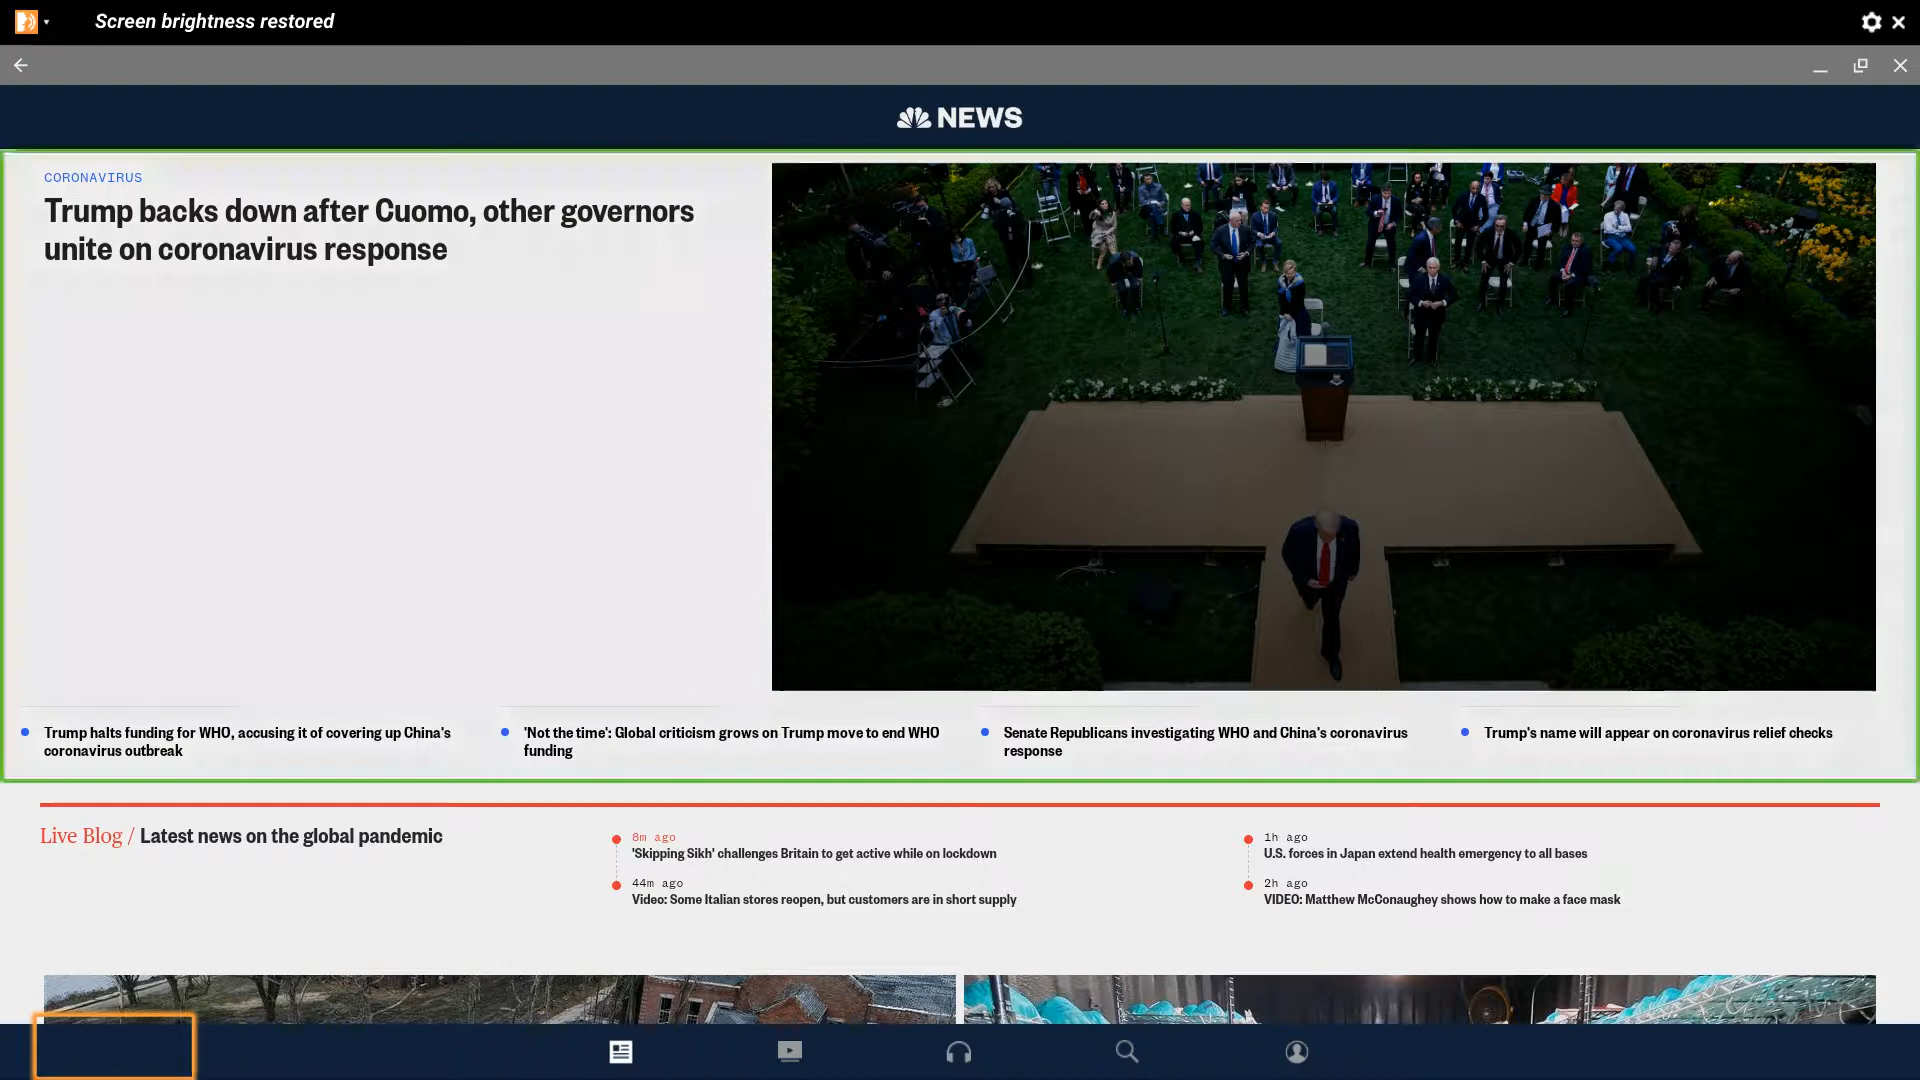 Screen brightness restored
NEWS
CORONAVIRUS
Trump backs down after Cuomo, other governors
unite on coronavirus response
Trump halts funding for WHO, accusing it of covering up China's
coronavirus outbreak
'Not the time': Global criticism grows on Trump move to end WHO
funding
Senate Republicans investigating WHO and China's coronavirus
response
Trump's name will appear on coronavirus relief checks
Live Blog / Latest news on the global pandemic
8m ago
'Skipping Sikh' challenges Britain to get active while on lockdown
44m ago
Video: Some Italian stores reopen, but customers are in short supply
1h ago
U.S. forces in Japan extend health emergency to all bases
2h ago
VIDEO: Matthew McConaughey shows how to make a face mask